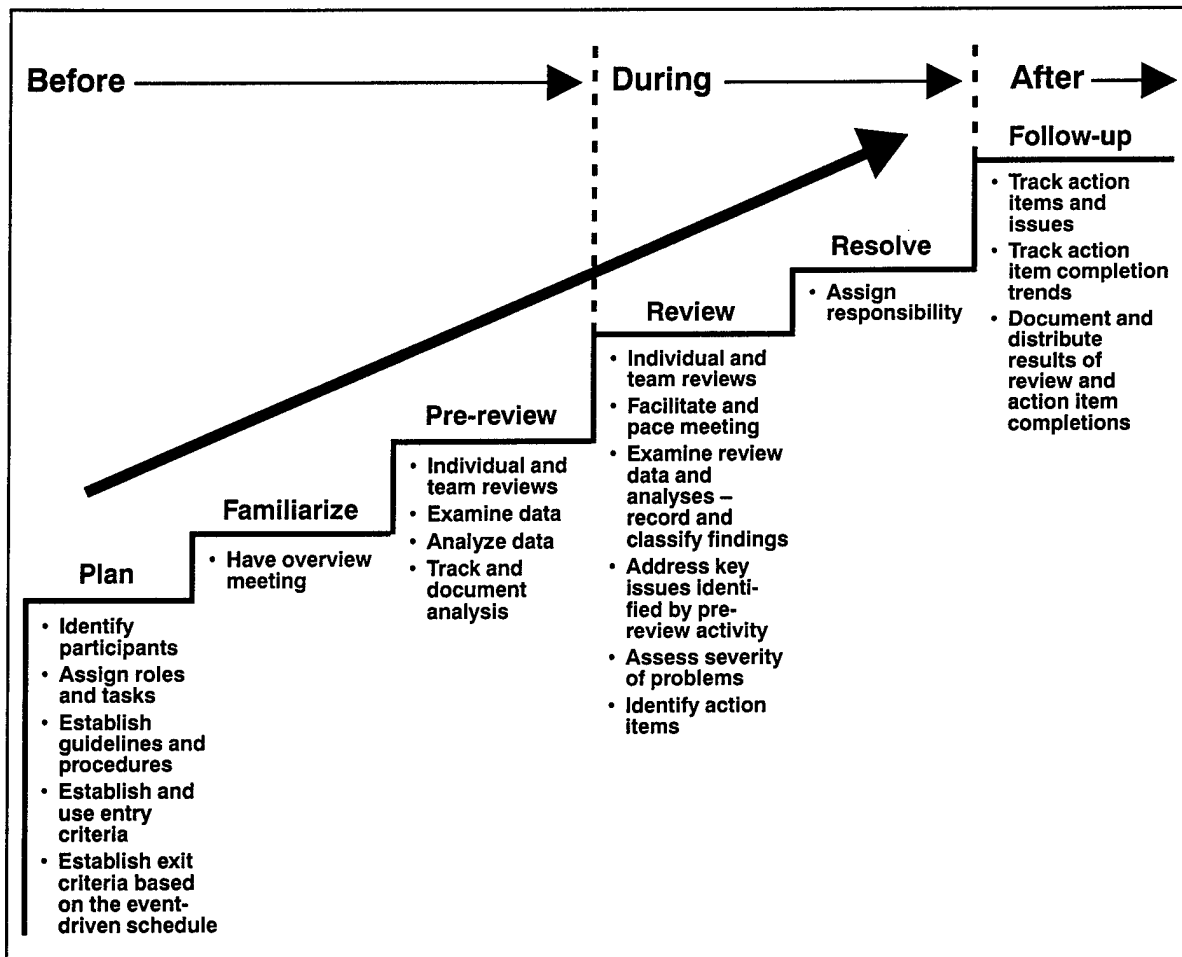 Before
During
After
Plan
• Identify
participants
• Assign roles
and tasks
• Establish
guidelines and
procedures
• Establish and
use entry
criteria
• Establish exit
criteria based
on the event-
driven schedule
Familiarize
• Have overview
meeting
Pre-review
• Individual and
team reviews
• Examine data
• Analyze data
• Track and
document
analysis
Review
• Individual and
team reviews
• Facilitate and
pace meeting
• Examine review
data and
analyses –
record and
classify findings
• Address key
issues identi-
fied by pre-
review activity
• Assess severity
of problems
• Identify action
items
Resolve
• Assign
responsibility
Follow-up
• Track action
items and
issues
• Track action
item completion
trends
• Document and
distribute
results of
review and
action item
completions